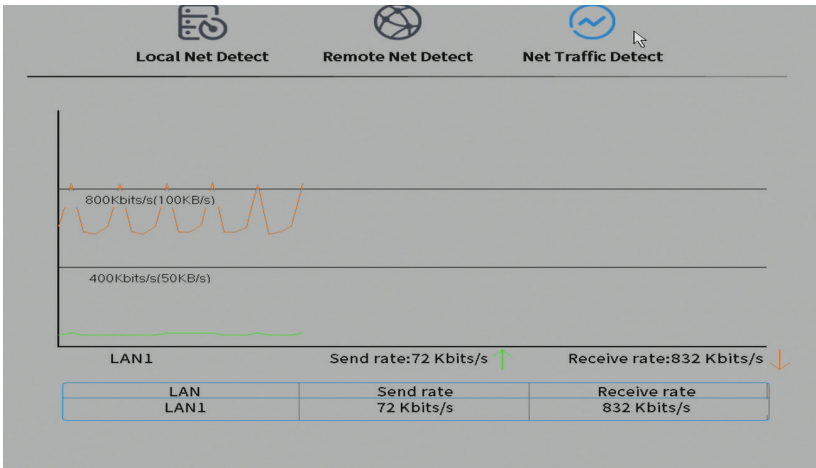 Local Net Detect Remote Net Detect Net Traffic Detect
800Kbits/s(100KB/s)
400Kbits/s(50KB/s)
LAN1 Send rate:72 Kbits/s Receive rate:832 Kbits/s
LAN Send rate Receive rate
LAN1 72 Kbits/s 832 Kbits/s